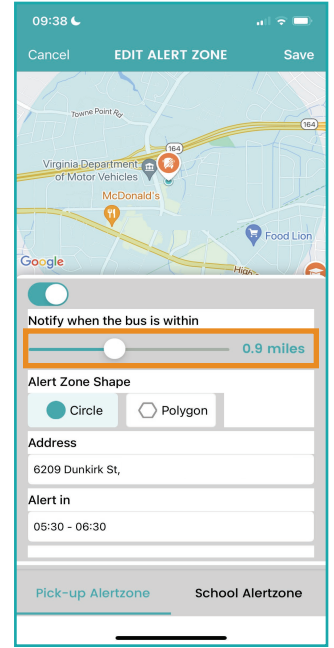 09:38
Cancel EDIT ALERT ZONE Save
Towne Point Rd
164
164
Virginia Department
of Motor Vehicles
McDonald's
Food Lion
Google
High
Notify when the bus is within
0.9 miles
Alert Zone Shape
Circle Polygon
Address
6209 Dunkirk St,
Alert in
05:30 - 06:30
Pick-up Alertzone School Alertzone